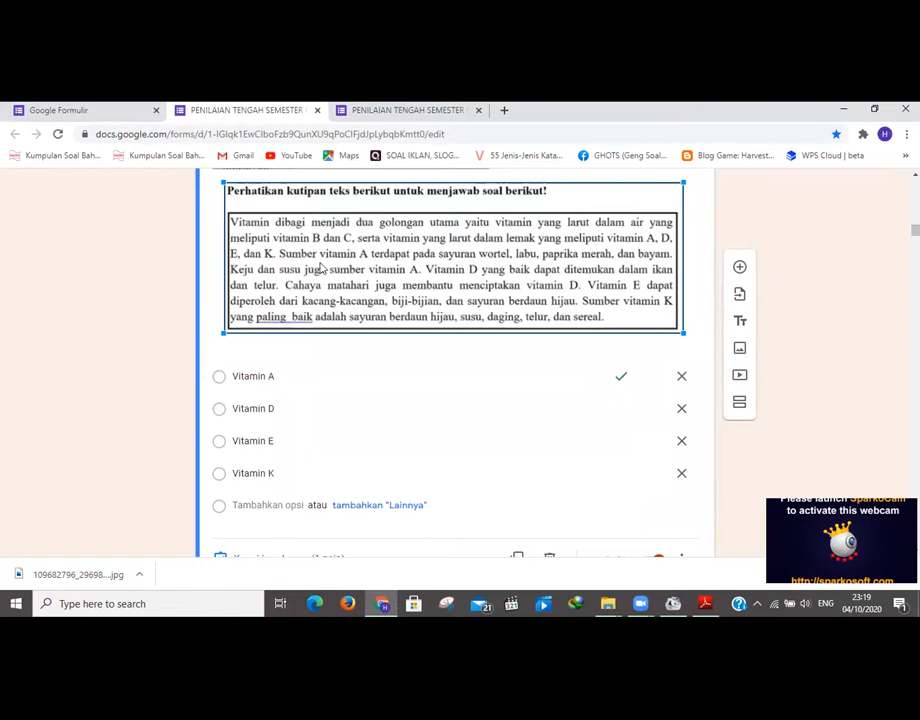 Google Formulir
PENILAIAN TENGAH SEMESTER
PENILAIAN TENGAH SEMESTER
docs.google.com/forms/d/1-IGlqk1EwCIboFzb9QunXU9qPoCIFjdJpLybqbKmtt0/edit
Kumpulan Soal Bah...
Kumpulan Soal Bah...
Gmail
YouTube
Maps
SOAL IKLAN, SLOG...
55 Jenis-Jenis Kata...
GHOTS (Geng Soal...
Blog Game: Harvest...
WPS Cloud | beta
Perhatikan kutipan teks berikut untuk menjawab soal berikut!
Vitamin dibagi menjadi dua golongan utama yaitu vitamin yang larut dalam air yang
meliputi vitamin B dan C, serta vitamin yang larut dalam lemak yang meliputi vitamin A, D,
E, dan K. Sumber vitamin A terdapat pada sayuran wortel, labu, paprika merah, dan bayam.
Keju dan susu juga sumber vitamin A. Vitamin D yang baik dapat ditemukan dalam ikan
dan telur. Cahaya matahari juga membantu menciptakan vitamin D. Vitamin E dapat
diperoleh dari kacang-kacangan, biji-bijian, dan sayuran berdaun hijau. Sumber vitamin K
yang paling baik adalah sayuran berdaun hijau, susu, daging, telur, dan sereal.
Vitamin A
Vitamin D
Vitamin E
Vitamin K
Tambahkan opsi atau tambahkan "Lainnya"
Please launch SparkoCam
to activate this webcam
http://sparkosoft.com
109682796_29698....jpg
Type here to search
21
ENG
23:19
04/10/2020